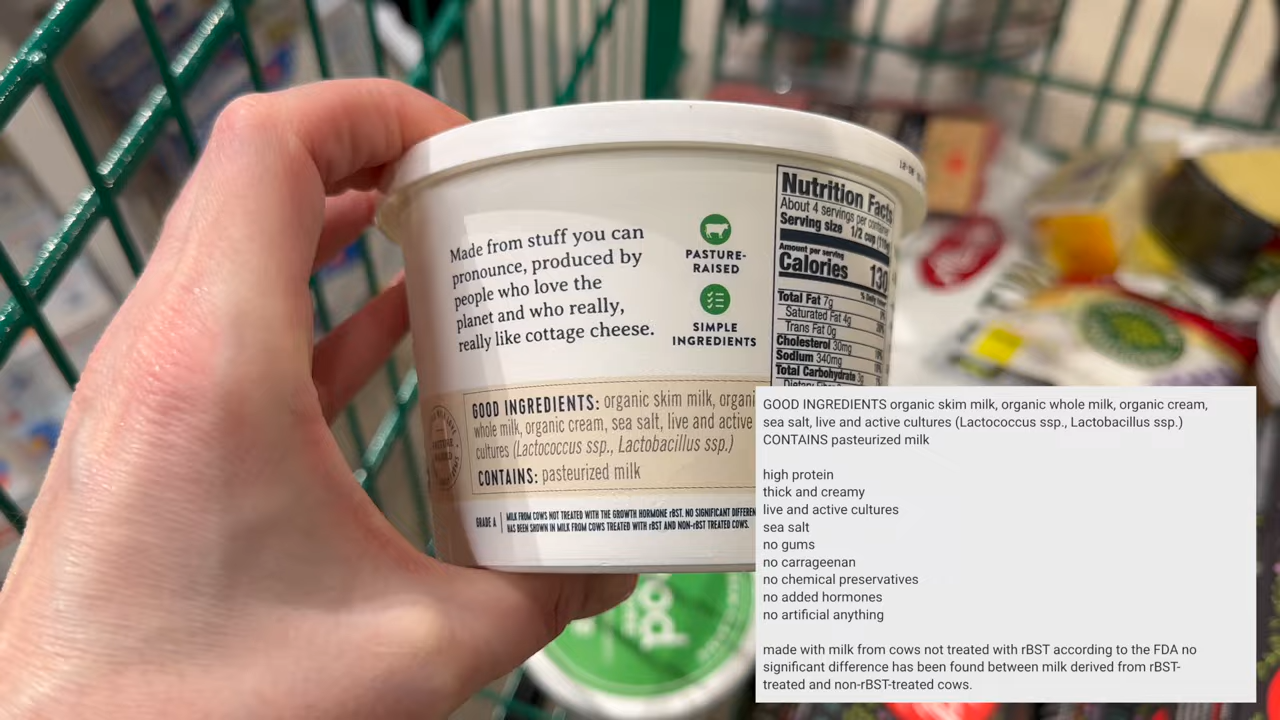 Made from stuff you can
pronounce, produced by
people who love the
planet and who really,
really like cottage cheese.
PASTURE-
RAISED
SIMPLE
INGREDIENTS
Nutrition Facts
About 4 servings per container
Serving size 1/2 cup
Amount per serving
Calories 130
% Daily
Total Fat 7g
Saturated Fat 4g
Trans Fat 0g
Cholesterol 30mg
Sodium 340mg
Total Carbohydrate 3g
GOOD INGREDIENTS: organic skim milk, organi
whole milk, organic cream, sea salt, live and active
cultures (Lactococcus ssp., Lactobacillus ssp.)
CONTAINS: pasteurized milk
GRADE A
MILK FROM COWS NOT TREATED WITH THE GROWTH HORMONE rBST. NO SIGNIFICANT DIFFEREN
HAS BEEN SHOWN IN MILK FROM COWS TREATED WITH rBST AND NON-rBST TREATED COWS.
GOOD INGREDIENTS organic skim milk, organic whole milk, organic cream,
sea salt, live and active cultures (Lactococcus ssp., Lactobacillus ssp.)
CONTAINS pasteurized milk
high protein
thick and creamy
live and active cultures
sea salt
no gums
no carrageenan
no chemical preservatives
no added hormones
no artificial anything
made with milk from cows not treated with rBST according to the FDA no
significant difference has been found between milk derived from rBST-
treated and non-rBST-treated cows.